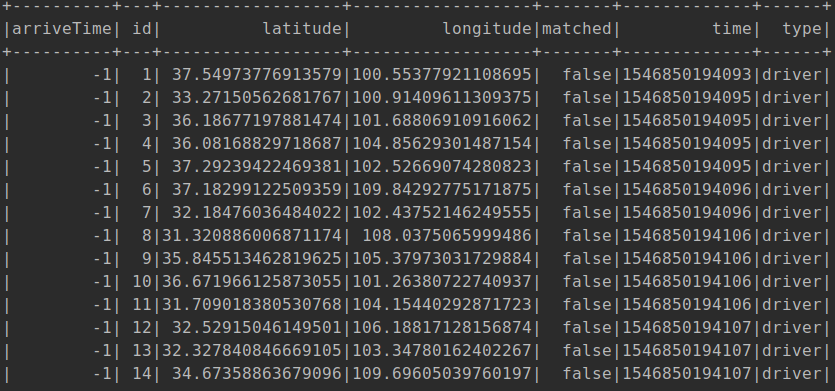 +----------+---+------------------+------------------+-------+-------------+------+
|arriveTime| id|          latitude|         longitude|matched|         time|  type|
+----------+---+------------------+------------------+-------+-------------+------+
|        -1|  1| 37.54973776913579|100.55377921108695|  false|1546850194093|driver|
|        -1|  2| 33.27150562681767|100.91409611309375|  false|1546850194095|driver|
|        -1|  3| 36.18677197881474|101.68806910916062|  false|1546850194095|driver|
|        -1|  4| 36.08168829718687|104.85629301487154|  false|1546850194095|driver|
|        -1|  5| 37.29239422469381|102.52669074280823|  false|1546850194095|driver|
|        -1|  6| 37.18299122509359|109.84292775171875|  false|1546850194096|driver|
|        -1|  7| 32.18476036484022|102.43752146249555|  false|1546850194096|driver|
|        -1|  8|31.320886006871174| 108.0375065999486|  false|1546850194106|driver|
|        -1|  9|35.845513462819625|105.37973031729884|  false|1546850194106|driver|
|        -1| 10|36.671966125873055|101.26380722740937|  false|1546850194106|driver|
|        -1| 11|31.709018380530768|104.15440292871723|  false|1546850194106|driver|
|        -1| 12| 32.52915046149501|106.18817128156874|  false|1546850194107|driver|
|        -1| 13|32.327840846669105|103.34780162402267|  false|1546850194107|driver|
|        -1| 14| 34.67358863679096|109.69605039760197|  false|1546850194107|driver|